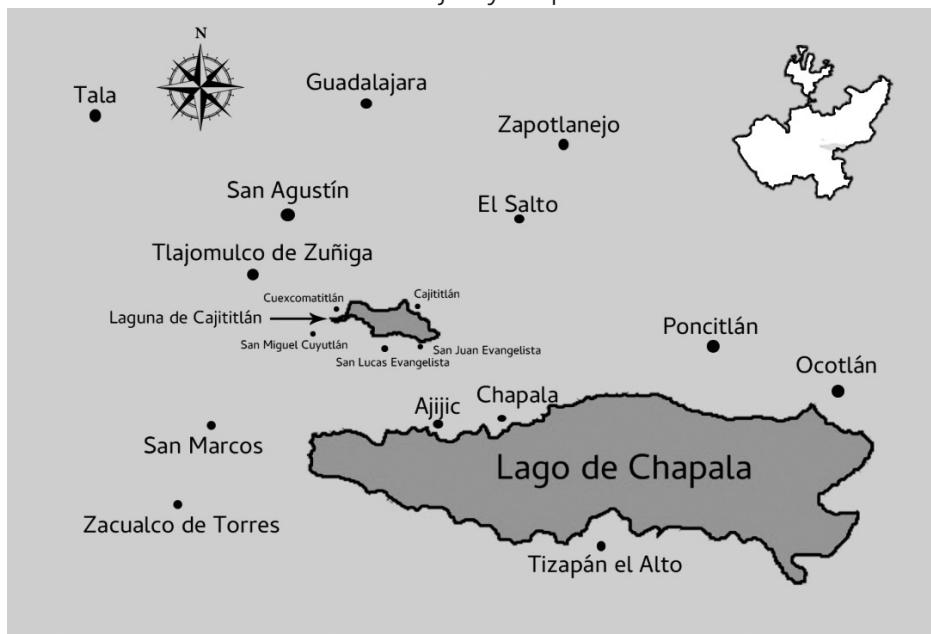 N
Tala
Guadalajara
Zapotlanejo
San Agustín
El Salto
Tlajomulco de Zuñiga
Cuexcomatitlán
Cajititlán
Laguna de Cajititlán
San Miguel Cuyutlán
San Juan Evangelista
San Lucas Evangelista
Poncitlán
Ocotlán
Ajijic
Chapala
San Marcos
Lago de Chapala
Zacualco de Torres
Tizapán el Alto